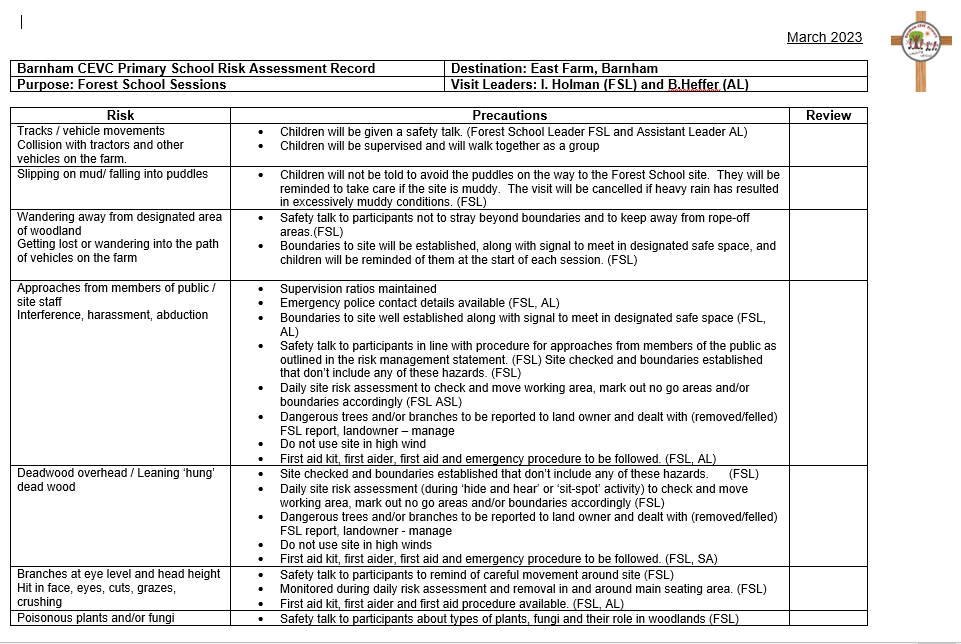 March 2023
Barnham CEVC Primary School Risk Assessment Record
Destination: East Farm, Barnham
Purpose: Forest School Sessions
Visit Leaders: I. Holman (FSL) and B.Heffer (AL)
Risk
Precautions
Review
Tracks / vehicle movements
Collision with tractors and other
vehicles on the farm.
• Children will be given a safety talk. (Forest School Leader FSL and Assistant Leader AL)
• Children will be supervised and will walk together as a group
Slipping on mud/ falling into puddles
• Children will not be told to avoid the puddles on the way to the Forest School site. They will be
reminded to take care if the site is muddy. The visit will be cancelled if heavy rain has resulted
in excessively muddy conditions. (FSL)
Wandering away from designated area
of woodland
Getting lost or wandering into the path
of vehicles on the farm
• Safety talk to participants not to stray beyond boundaries and to keep away from rope-off
areas.(FSL)
• Boundaries to site will be established, along with signal to meet in designated safe space, and
children will be reminded of them at the start of each session. (FSL)
Approaches from members of public /
site staff
Interference, harassment, abduction
• Supervision ratios maintained
• Emergency police contact details available (FSL, AL)
• Boundaries to site well established along with signal to meet in designated safe space (FSL,
AL)
• Safety talk to participants in line with procedure for approaches from members of the public as
outlined in the risk management statement. (FSL) Site checked and boundaries established
that don't include any of these hazards. (FSL)
• Daily site risk assessment to check and move working area, mark out no go areas and/or
boundaries accordingly (FSL ASL)
• Dangerous trees and/or branches to be reported to land owner and dealt with (removed/felled)
FSL report, landowner – manage
• Do not use site in high wind
• First aid kit, first aider, first aid and emergency procedure to be followed. (FSL, AL)
Deadwood overhead / Leaning 'hung'
dead wood
• Site checked and boundaries established that don't include any of these hazards. (FSL)
• Daily site risk assessment (during 'hide and hear' or 'sit-spot' activity) to check and move
working area, mark out no go areas and/or boundaries accordingly (FSL)
• Dangerous trees and/or branches to be reported to land owner and dealt with (removed/felled)
FSL report, landowner - manage
• Do not use site in high winds
• First aid kit, first aider, first aid and emergency procedure to be followed. (FSL, SA)
Branches at eye level and head height
Hit in face, eyes, cuts, grazes,
crushing
• Safety talk to participants to remind of careful movement around site (FSL)
• Monitored during daily risk assessment and removal in and around main seating area. (FSL)
• First aid kit, first aider and first aid procedure available. (FSL, AL)
Poisonous plants and/or fungi
• Safety talk to participants about types of plants, fungi and their role in woodlands (FSL)